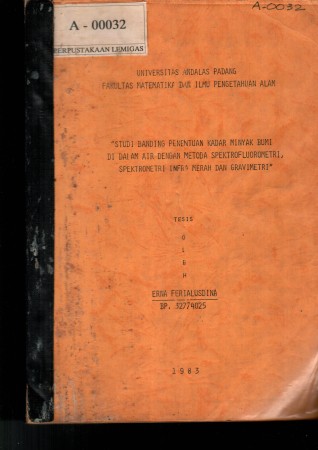 A-0032
A - 00032
PERPUSTAKAAN LEMIGAS
UNIVERSITAS ANDALAS PADANG
FAKULTAS MATEMATIKA DAN ILMU PENGETAHUAN ALAM
"STUDI BANDING PENENTUAN KADAR MINYAK BUMI
DI DALAM AIR DENGAN METODA SPEKTROFLUOROMETRI,
SPEKTROMETRI INFRA MERAH DAN GRAVIMETRI"
TESIS
O
l
e
H
ERNA FERIALUSDINA
BP. 32774025
1 9 8 3